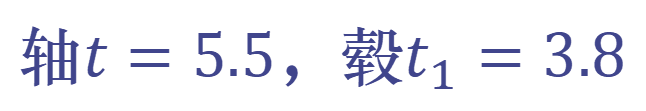 轴t = 5.5，毂t₁ = 3.8